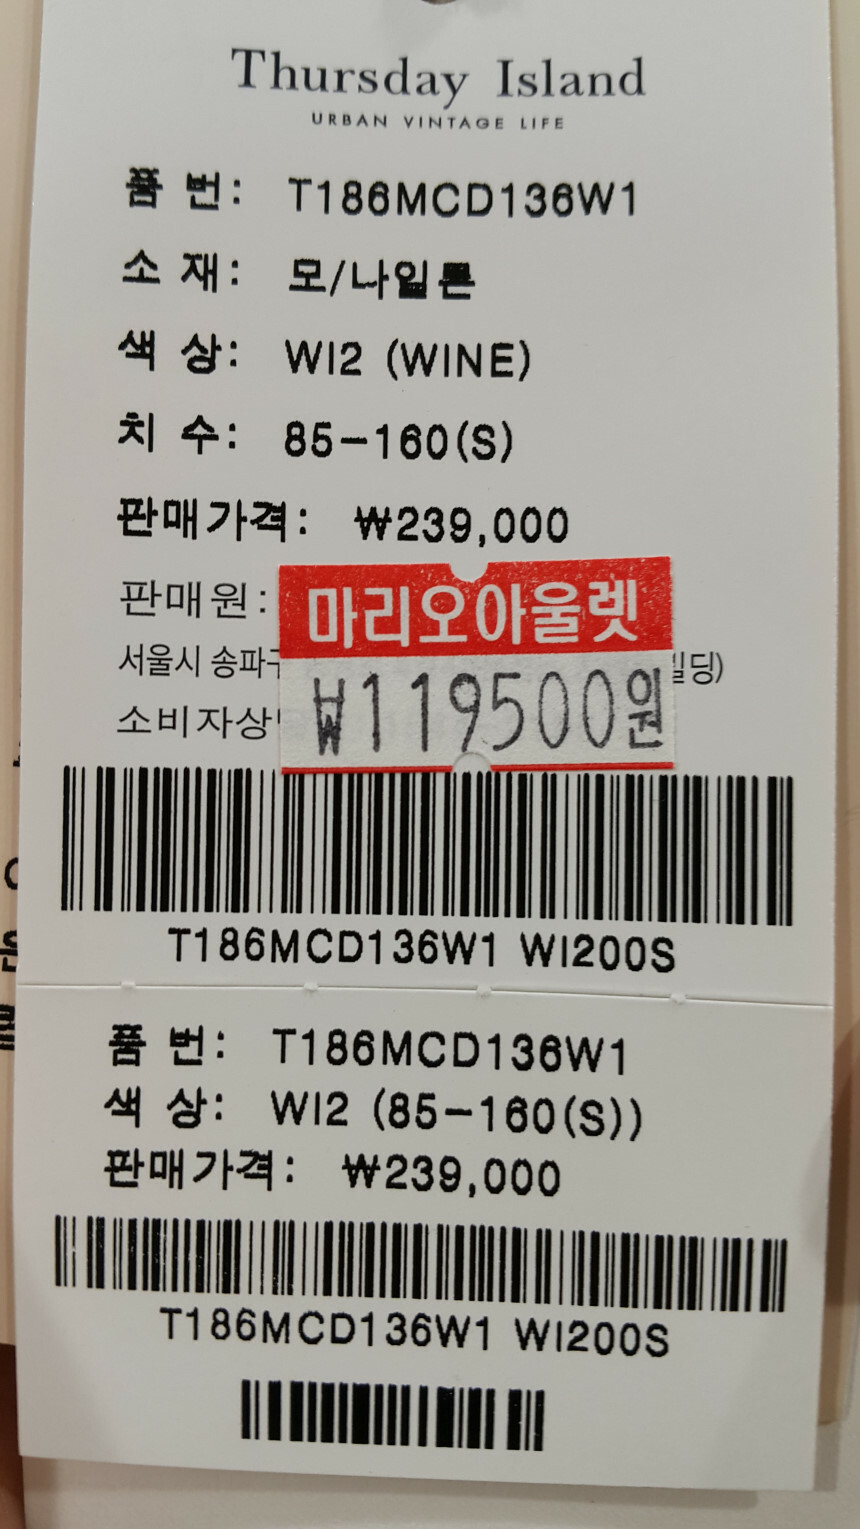 Thursday Island
URBAN VINTAGE LIFE
품 번: T186MCD136W1
소 재: 모/나일론
색 상: WI2 (WINE)
치 수: 85-160(S)
판매가격: ₩239,000
판매원:
마리오아울렛
서울시 송파구
빌딩)
₩119500원
소비자상
T186MCD136W1 WI200S
품 번: T186MCD136W1
색 상: WI2 (85-160(S))
판매가격: ₩239,000
T186MCD136W1 WI200S